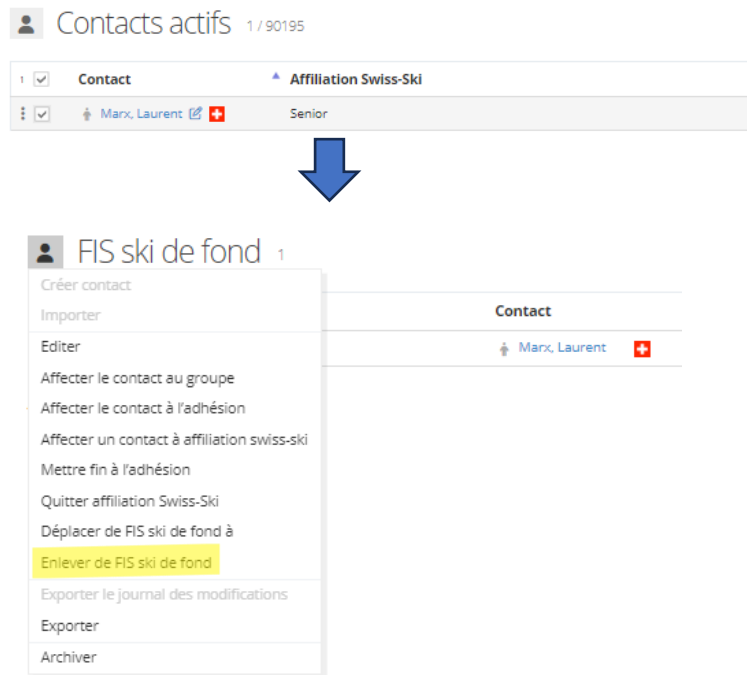 Contacts actifs 1 / 90195
1 Contact Affiliation Swiss-Ski
Marx, Laurent Senior
FIS ski de fond 1
Créer contact
Importer
Contact
Editer
Marx, Laurent
Affecter le contact au groupe
Affecter le contact à l'adhésion
Affecter un contact à affiliation swiss-ski
Mettre fin à l'adhésion
Quitter affiliation Swiss-Ski
Déplacer de FIS ski de fond à
Enlever de FIS ski de fond
Exporter le journal des modifications
Exporter
Archiver